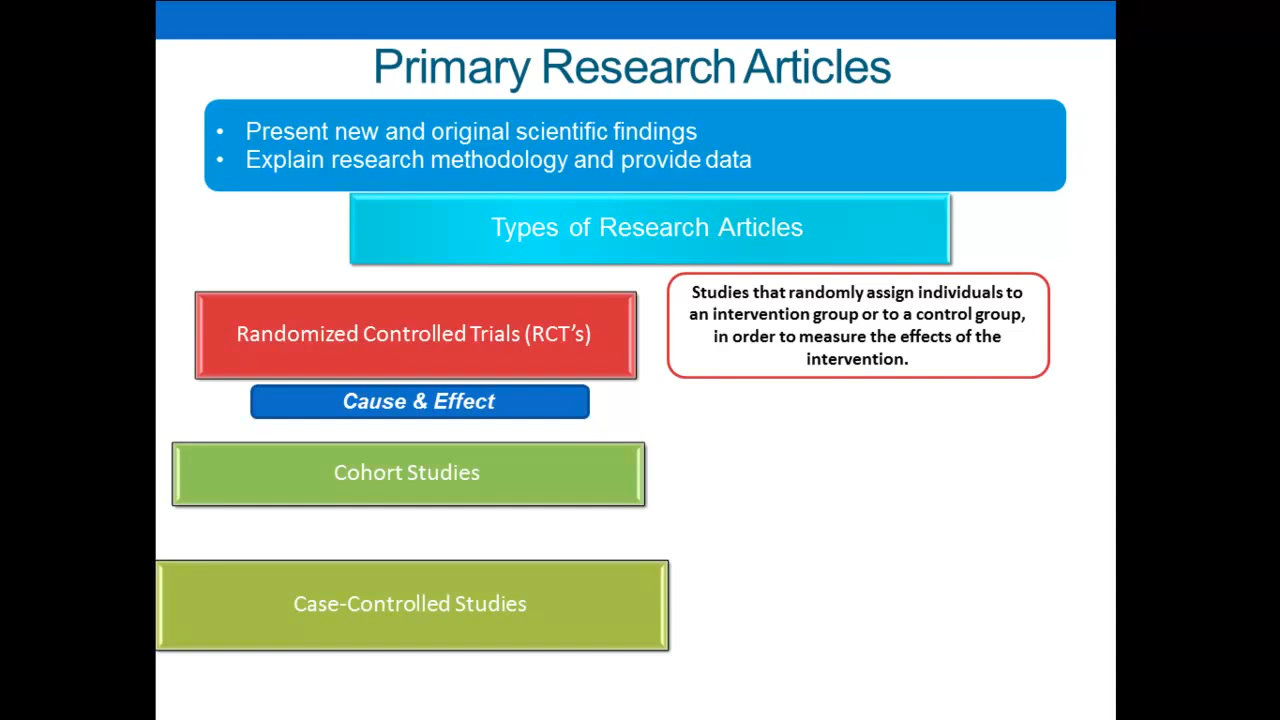 Primary Research Articles
• Present new and original scientific findings
• Explain research methodology and provide data
Types of Research Articles
Randomized Controlled Trials (RCT's)
Studies that randomly assign individuals to
an intervention group or to a control group,
in order to measure the effects of the
intervention.
Cause & Effect
Cohort Studies
Case-Controlled Studies